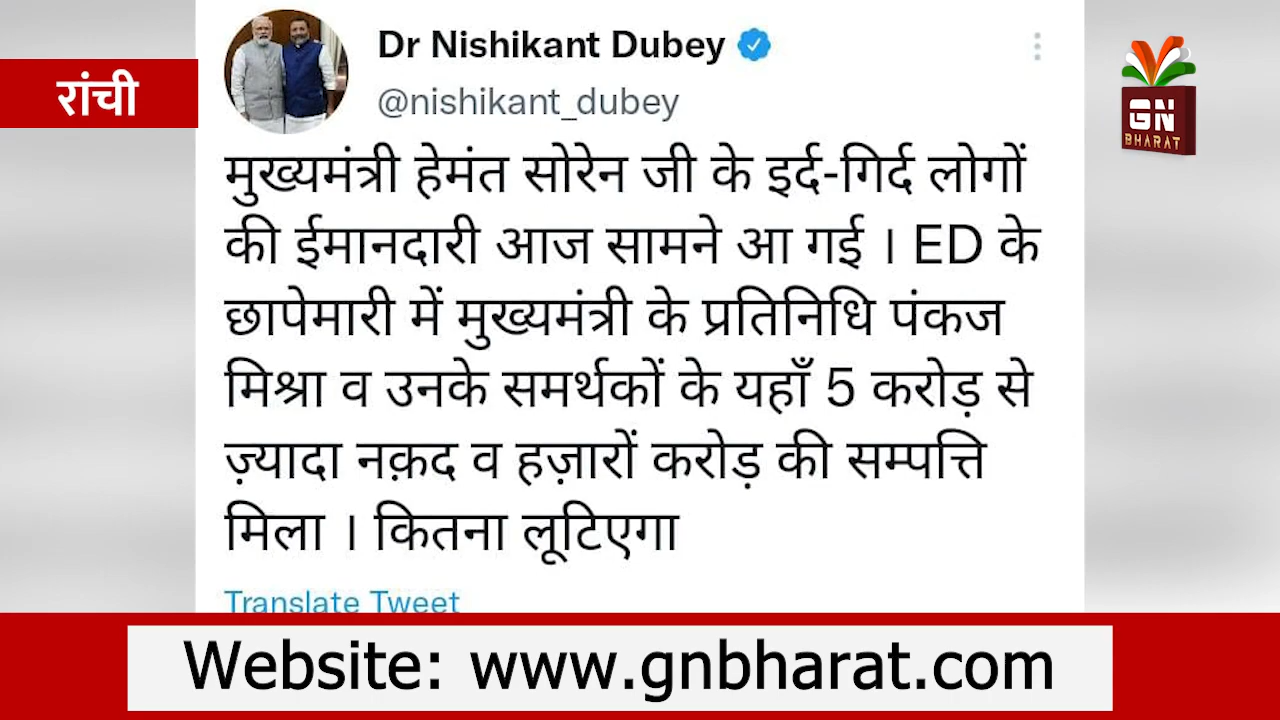 रांची
Dr Nishikant Dubey
@nishikant_dubey
GN
BHARAT
मुख्यमंत्री हेमंत सोरेन जी के इर्द-गिर्द लोगों
की ईमानदारी आज सामने आ गई । ED के
छापेमारी में मुख्यमंत्री के प्रतिनिधि पंकज
मिश्रा व उनके समर्थकों के यहाँ 5 करोड़ से
ज़्यादा नक़द व हज़ारों करोड़ की सम्पत्ति
मिला । कितना लूटिएगा
Translate Tweet
Website: www.gnbharat.com